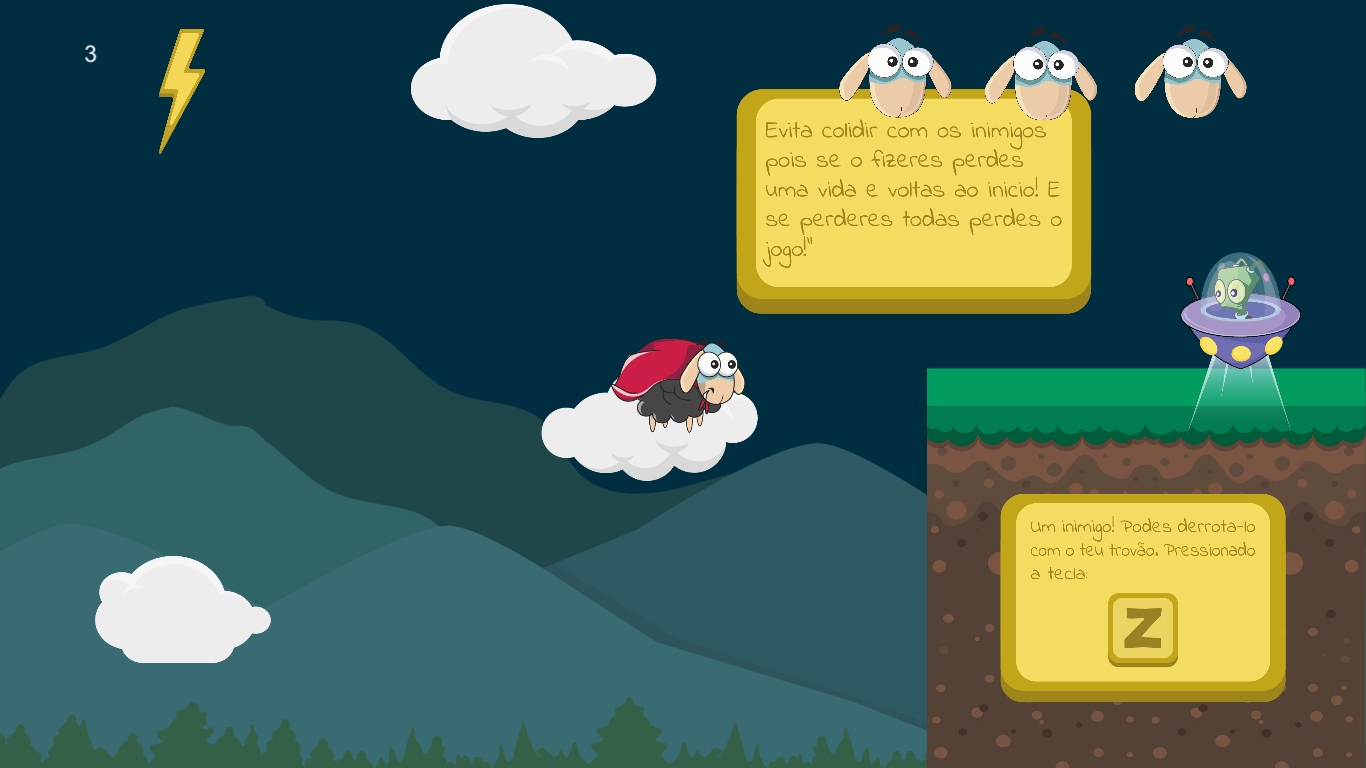 3
Evita colidir com os inimigos
pois se o fizeres perdes
uma vida e voltas ao inicio! E
se perderes todas perdes o
jogo!"
Um inimigo! Podes derrota-lo
com o teu trovão. Pressionado
a tecla:
Z